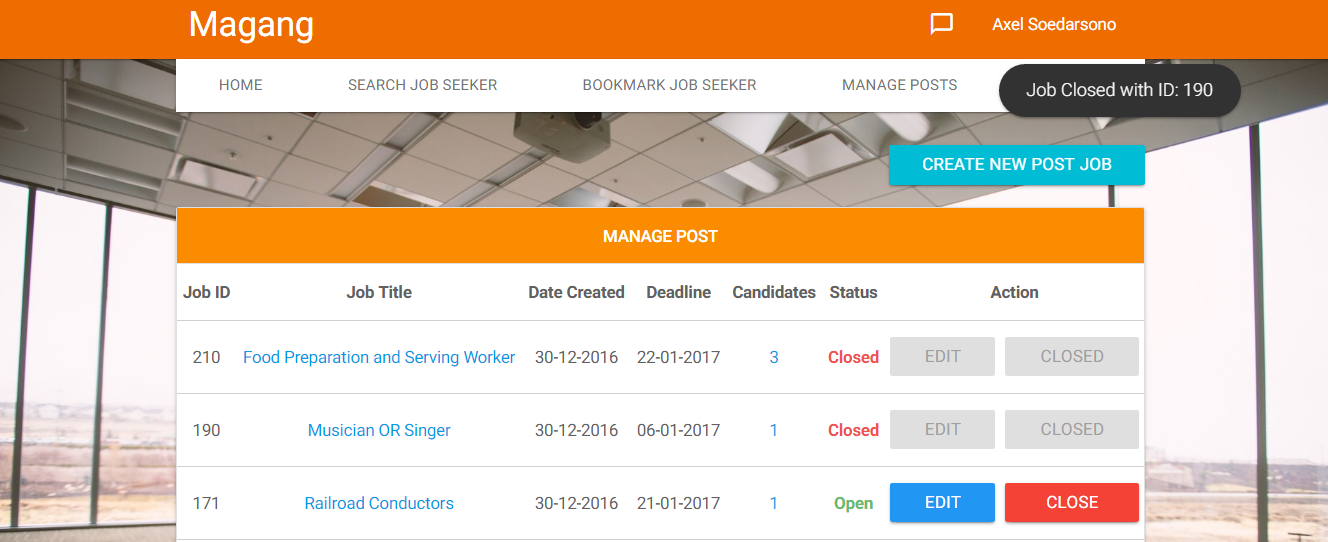 Magang
Axel Soedarsono
HOME SEARCH JOB SEEKER BOOKMARK JOB SEEKER MANAGE POSTS
Job Closed with ID: 190
CREATE NEW POST JOB
MANAGE POST
Job ID Job Title Date Created Deadline Candidates Status Action
210 Food Preparation and Serving Worker 30-12-2016 22-01-2017 3 Closed EDIT CLOSED
190 Musician OR Singer 30-12-2016 06-01-2017 1 Closed EDIT CLOSED
171 Railroad Conductors 30-12-2016 21-01-2017 1 Open EDIT CLOSE